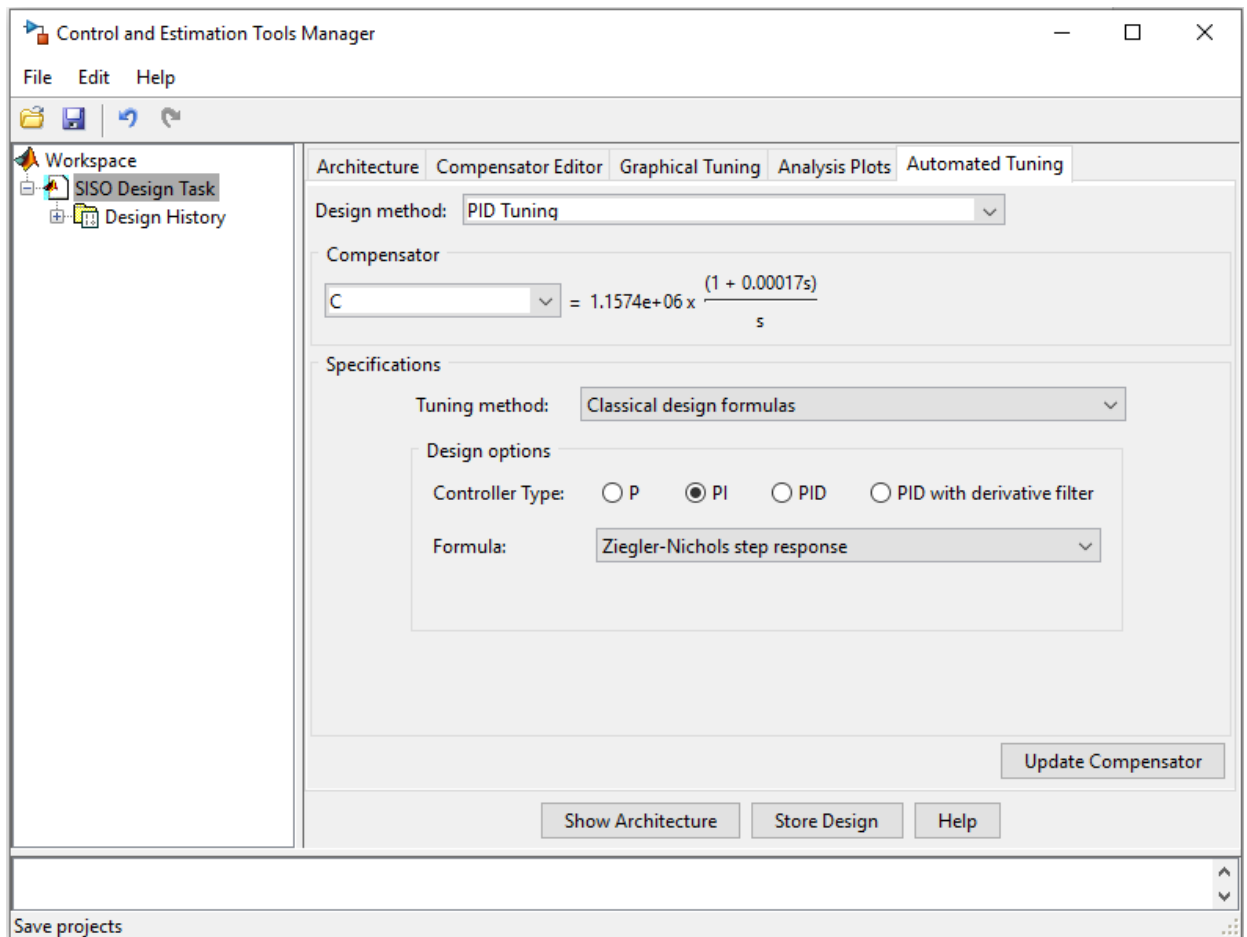 Control and Estimation Tools Manager
File Edit Help
Workspace
SISO Design Task
Design History
Architecture Compensator Editor Graphical Tuning Analysis Plots Automated Tuning
Design method: PID Tuning
Compensator
C = 1.1574e+06 x (1 + 0.00017s)
s
Specifications
Tuning method: Classical design formulas
Design options
Controller Type: P PI PID PID with derivative filter
Formula: Ziegler-Nichols step response
Update Compensator
Show Architecture Store Design Help
Save projects